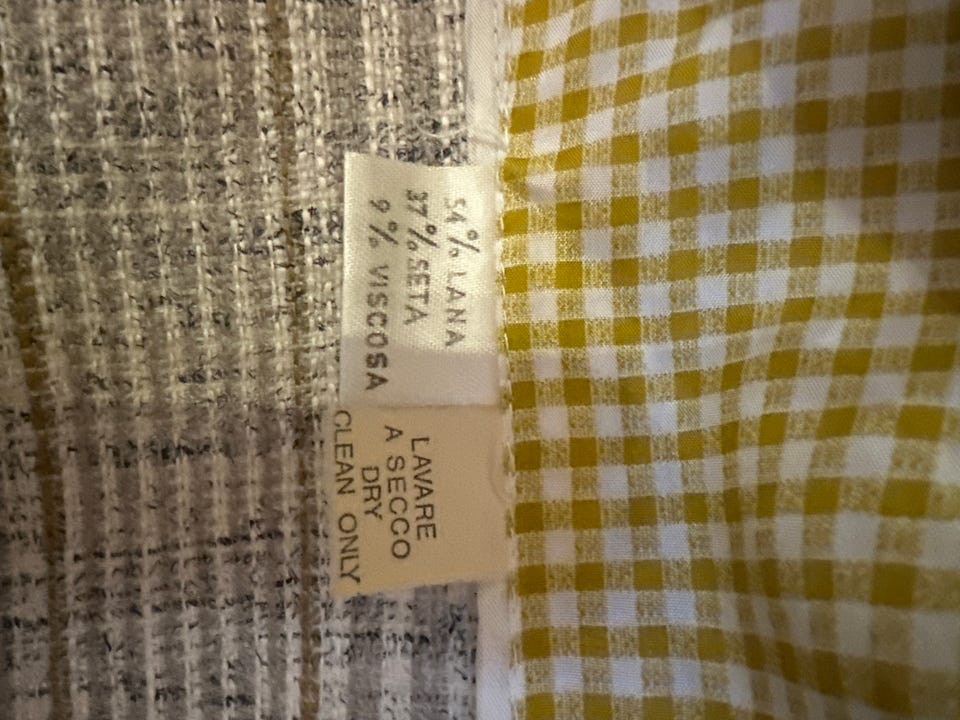 54% LANA
37% SETA
9% VISCOSA
LAVARE
A SECCO
DRY
CLEAN ONLY